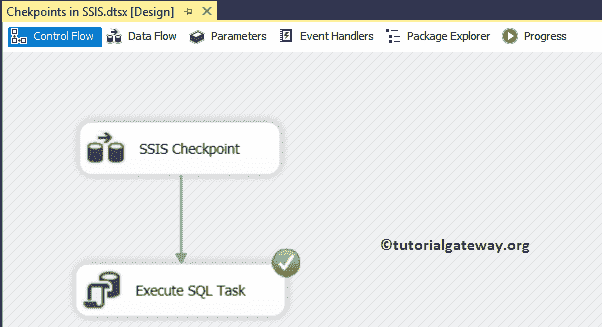 Chekpoints in SSIS.dtsx [Design]
Control Flow Data Flow Parameters Event Handlers Package Explorer Progress
SSIS Checkpoint
©tutorialgateway.org
Execute SQL Task